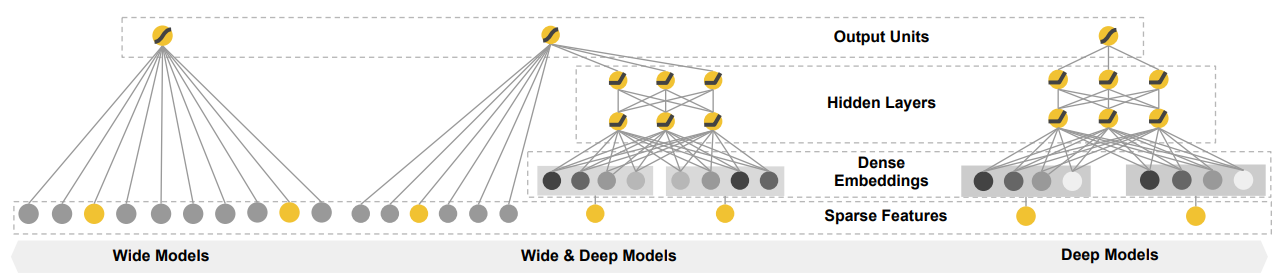 Output Units
Hidden Layers
Dense
Embeddings
Sparse Features
Wide Models
Wide & Deep Models
Deep Models